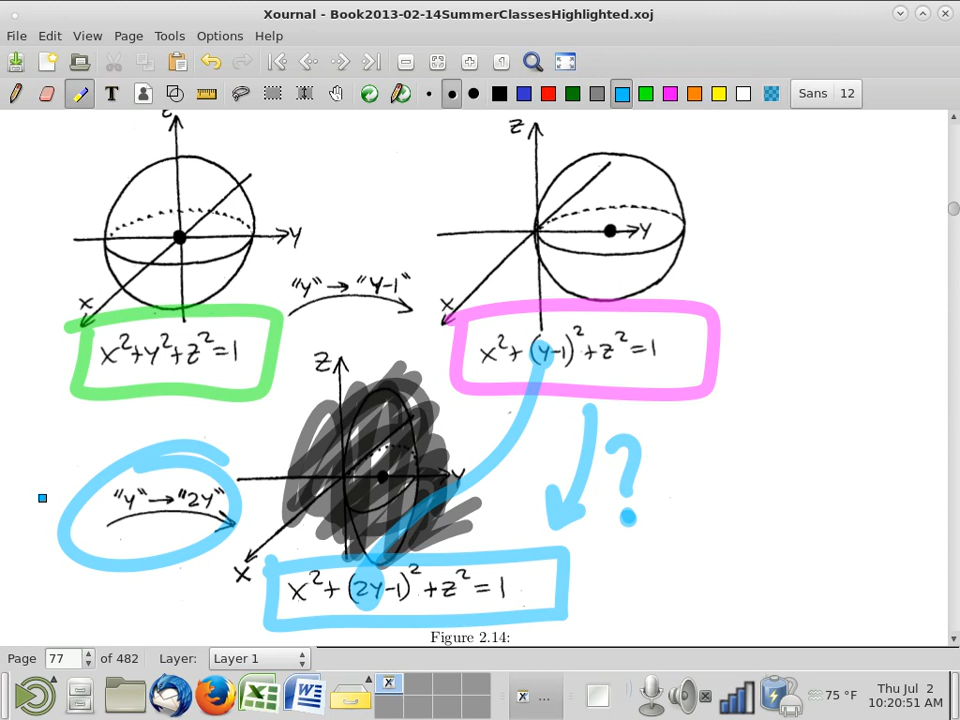 Xournal - Book2013-02-14SummerClassesHighlighted.xoj
File Edit View Page Tools Options Help
Sans 12
Z
Y
X
x²+y²+z²=1
"y"→"y-1"
Z
Y
X
x²+(y-1)²+z²=1
?
"y"→"2y"
Z
Y
X
x²+(2y-1)²+z²=1
Figure 2.14:
Page 77 of 482 Layer: Layer 1
75 °F
Thu Jul 2
10:20:51 AM